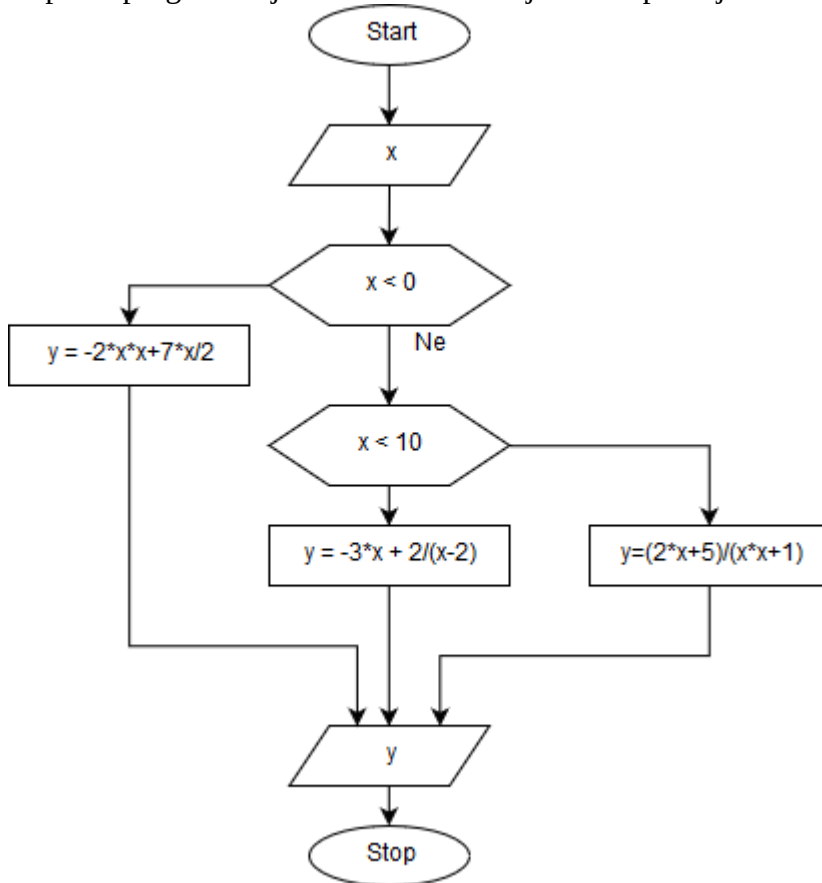 Start
x
x < 0
Ne
y = -2*x*x+7*x/2
x < 10
y = -3*x + 2/(x-2)
y=(2*x+5)/(x*x+1)
y
Stop